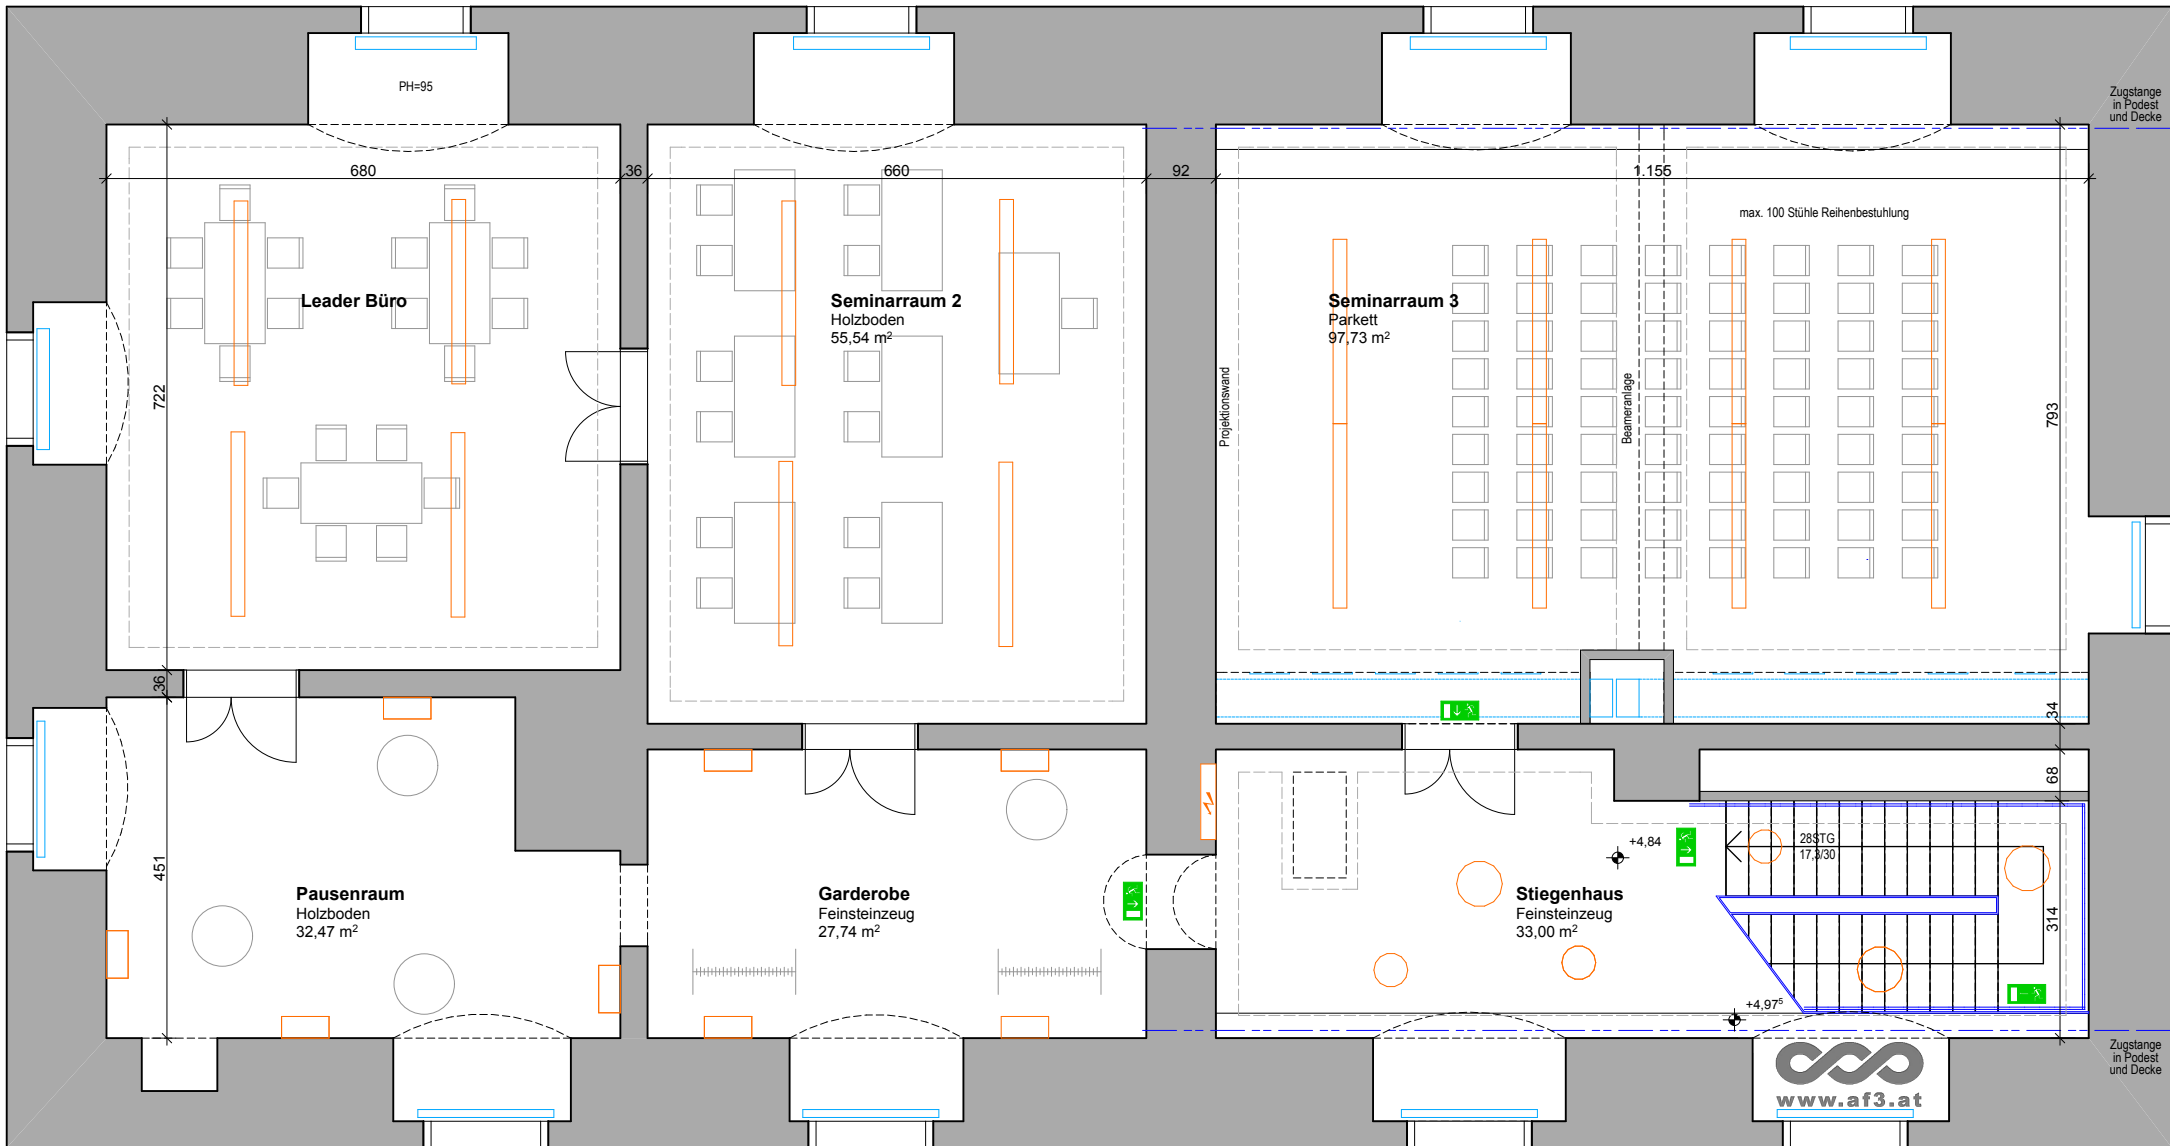 PH=95
Zugstange
in Podest
und Decke
680
36
660
92
1.155
max. 100 Stühle Reihenbestuhlung
Leader Büro
Seminarraum 2
Holzboden
55,54 m²
Seminarraum 3
Parkett
97,73 m²
722
Projektionswand
Beameranlage
793
36
34
68
451
+4,84
28STG
17,3/30
Pausenraum
Holzboden
32,47 m²
Garderobe
Feinsteinzeug
27,74 m²
Stiegenhaus
Feinsteinzeug
33,00 m²
314
+4,97⁵
Zugstange
in Podest
und Decke
www.af3.at